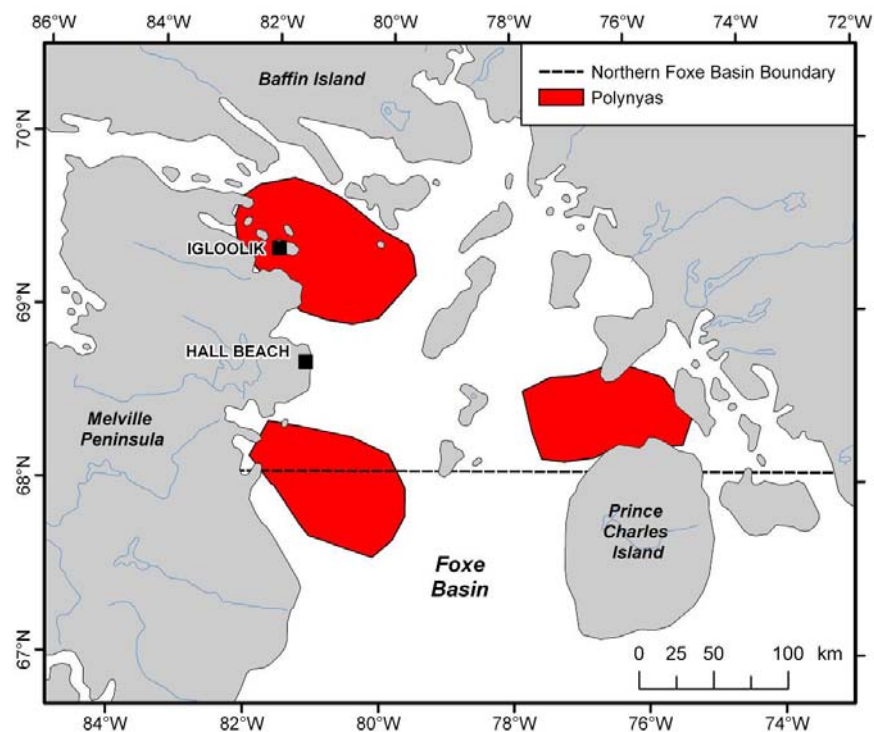 86°W 84°W 82°W 80°W 78°W 76°W 74°W 72°W
Northern Foxe Basin Boundary
Polynyas
Baffin Island
70°N
IGLOOLIK
69°N
HALL BEACH
Melville
Peninsula
68°N
Prince
Charles
Island
Foxe
Basin
67°N
0 25 50 100 km
84°W 82°W 80°W 78°W 76°W 74°W